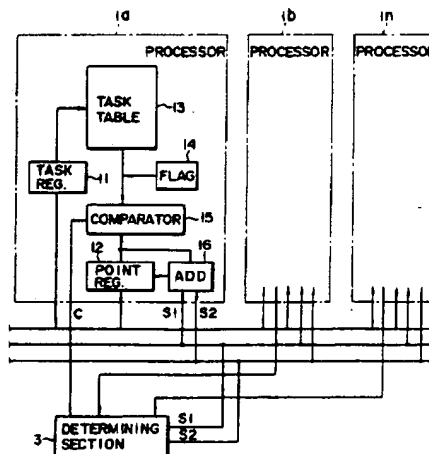 1a
1b
1n
PROCESSOR
PROCESSOR
PROCESSOR
TASK
TABLE
13
14
TASK
REG.
11
FLAG
15
COMPARATOR
12
16
POINT
REG.
ADD
C
S1
S2
3
DETERMINING
SECTION
S1
S2